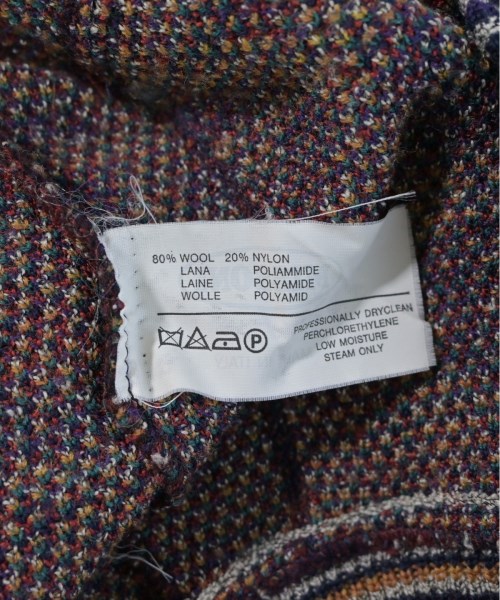 80% WOOL 20% NYLON
LANA POLIAMMIDE
LAINE POLYAMIDE
WOLLE POLYAMID
PROFESSIONALLY DRYCLEAN
PERCHLORETHYLENE
LOW MOISTURE
STEAM ONLY
P